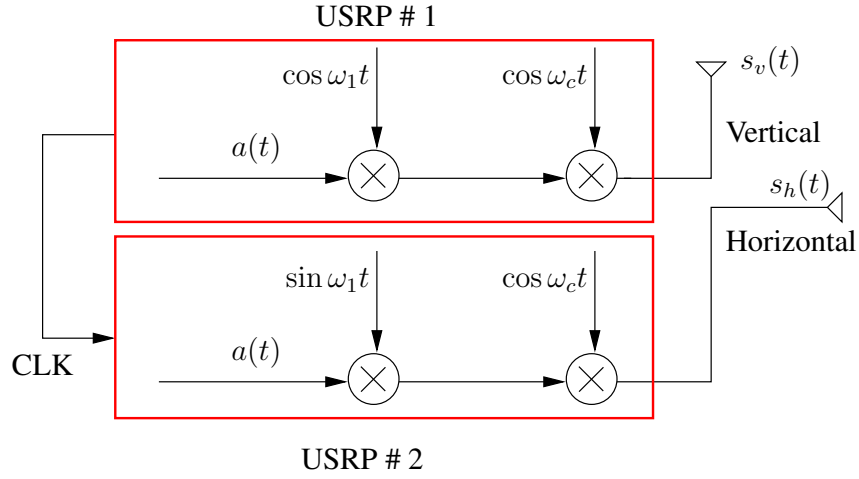 USRP # 1
cos ω₁t
cos ω_c t
s_v(t)
a(t)
Vertical
s_h(t)
Horizontal
sin ω₁t
cos ω_c t
CLK
a(t)
USRP # 2